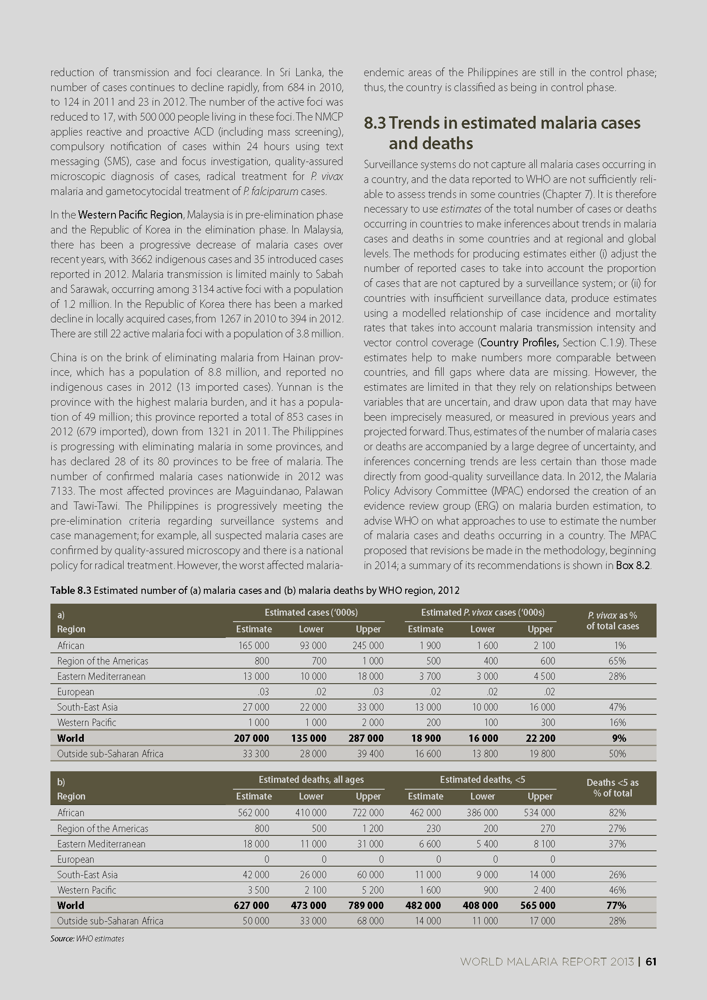 reduction of transmission and foci clearance. In Sri Lanka, the
number of cases continues to decline rapidly, from 684 in 2010,
to 124 in 2011 and 23 in 2012. The number of the active foci was
reduced to 17, with 500 000 people living in these foci. The NMCP
applies reactive and proactive ACD (including mass screening),
compulsory notification of cases within 24 hours using text
messaging (SMS), case and focus investigation, quality-assured
microscopic diagnosis of cases, radical treatment for P. vivax
malaria and gametocytocidal treatment of P. falciparum cases.
In the Western Pacific Region, Malaysia is in pre-elimination phase
and the Republic of Korea in the elimination phase. In Malaysia,
there has been a progressive decrease of malaria cases over
recent years, with 3662 indigenous cases and 35 introduced cases
reported in 2012. Malaria transmission is limited mainly to Sabah
and Sarawak, occurring among 3134 active foci with a population
of 1.2 million. In the Republic of Korea there has been a marked
decline in locally acquired cases, from 1267 in 2010 to 394 in 2012.
There are still 22 active malaria foci with a population of 3.8 million.
China is on the brink of eliminating malaria from Hainan prov-
ince, which has a population of 8.8 million, and reported no
indigenous cases in 2012 (13 imported cases). Yunnan is the
province with the highest malaria burden, and it has a popula-
tion of 49 million; this province reported a total of 853 cases in
2012 (679 imported), down from 1321 in 2011. The Philippines
is progressing with eliminating malaria in some provinces, and
has declared 28 of its 80 provinces to be free of malaria. The
number of confirmed malaria cases nationwide in 2012 was
7133. The most affected provinces are Maguindanao, Palawan
and Tawi-Tawi. The Philippines is progressively meeting the
pre-elimination criteria regarding surveillance systems and
case management; for example, all suspected malaria cases are
confirmed by quality-assured microscopy and there is a national
policy for radical treatment. However, the worst affected malaria-
endemic areas of the Philippines are still in the control phase;
thus, the country is classified as being in control phase.
8.3 Trends in estimated malaria cases
and deaths
Surveillance systems do not capture all malaria cases occurring in
a country, and the data reported to WHO are not sufficiently reli-
able to assess trends in some countries (Chapter 7). It is therefore
necessary to use estimates of the total number of cases or deaths
occurring in countries to make inferences about trends in malaria
cases and deaths in some countries and at regional and global
levels. The methods for producing estimates either (i) adjust the
number of reported cases to take into account the proportion
of cases that are not captured by a surveillance system; or (ii) for
countries with insufficient surveillance data, produce estimates
using a modelled relationship of case incidence and mortality
rates that takes into account malaria transmission intensity and
vector control coverage (Country Profiles, Section C.1.9). These
estimates help to make numbers more comparable between
countries, and fill gaps where data are missing. However, the
estimates are limited in that they rely on relationships between
variables that are uncertain, and draw upon data that may have
been imprecisely measured, or measured in previous years and
projected forward. Thus, estimates of the number of malaria cases
or deaths are accompanied by a large degree of uncertainty, and
inferences concerning trends are less certain than those made
directly from good-quality surveillance data. In 2012, the Malaria
Policy Advisory Committee (MPAC) endorsed the creation of an
evidence review group (ERG) on malaria burden estimation, to
advise WHO on what approaches to use to estimate the number
of malaria cases and deaths occurring in a country. The MPAC
proposed that revisions be made in the methodology, beginning
in 2014; a summary of its recommendations is shown in Box 8.2.
Table 8.3 Estimated number of (a) malaria cases and (b) malaria deaths by WHO region, 2012
a) Estimated cases ('000s) Estimated P. vivax cases ('000s) P. vivax as % of total cases
Region Estimate Lower Upper Estimate Lower Upper
African 165 000 93 000 245 000 1 900 1 600 2 100 1%
Region of the Americas 800 700 1 000 500 400 600 65%
Eastern Mediterranean 13 000 10 000 18 000 3 700 3 000 4 500 28%
European .03 .02 .03 .02 .02 .02
South-East Asia 27 000 22 000 33 000 13 000 10 000 16 000 47%
Western Pacific 1 000 1 000 2 000 200 100 300 16%
World 207 000 135 000 287 000 18 900 16 000 22 200 9%
Outside sub-Saharan Africa 33 300 28 000 39 400 16 600 13 800 19 800 50%
b) Estimated deaths, all ages Estimated deaths, <5 Deaths <5 as % of total
Region Estimate Lower Upper Estimate Lower Upper
African 562 000 410 000 722 000 462 000 386 000 534 000 82%
Region of the Americas 800 500 1 200 230 200 270 27%
Eastern Mediterranean 18 000 11 000 31 000 6 600 5 400 8 100 37%
European 0 0 0 0 0 0
South-East Asia 42 000 26 000 60 000 11 000 9 000 14 000 26%
Western Pacific 3 500 2 100 5 200 1 600 900 2 400 46%
World 627 000 473 000 789 000 482 000 408 000 565 000 77%
Outside sub-Saharan Africa 50 000 33 000 68 000 14 000 11 000 17 000 28%
Source: WHO estimates
WORLD MALARIA REPORT 2013 | 61